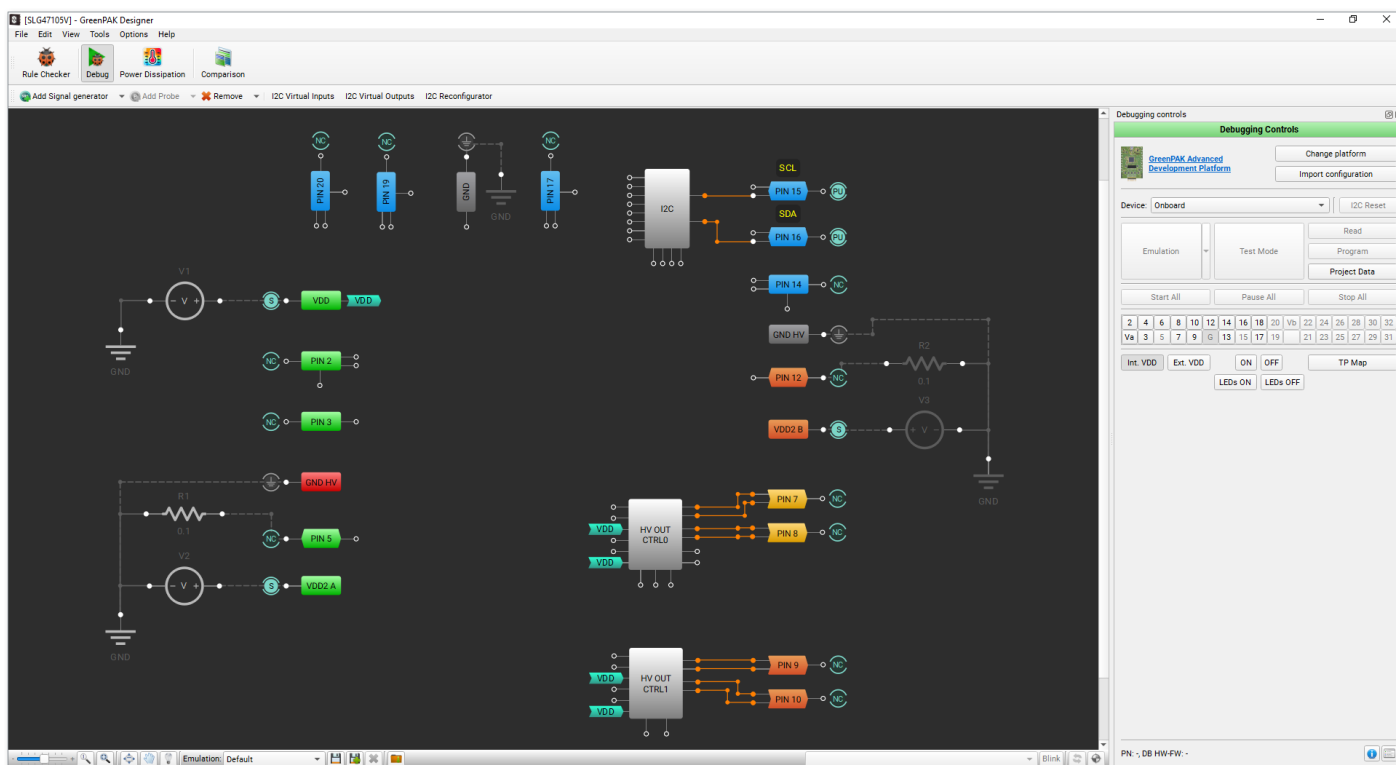 [SLG47105V] - GreenPAK Designer
File Edit View Tools Options Help
Rule Checker Debug Power Dissipation Comparison
Add Signal generator Add Probe Remove I2C Virtual Inputs I2C Virtual Outputs I2C Reconfigurator
Debugging controls
Debugging Controls
GreenPAK Advanced
Development Platform
Change platform
Import configuration
Device: Onboard I2C Reset
Emulation Test Mode
Read
Program
Project Data
Start All Pause All Stop All
2 4 6 8 10 12 14 16 18 20 Vb 22 24 26 28 30 32
Va 3 5 7 9 G 13 15 17 19 21 23 25 27 29 31
Int. VDD Ext. VDD ON OFF TP Map
LEDs ON LEDs OFF
NC NC NC
PIN 20 PIN 19 GND PIN 17
GND
I2C
SCL
PIN 15 PU
SDA
PIN 16 PU
PIN 14 NC
GND HV
R2
PIN 12 NC
0.1
V3
VDD2 B S + V -
GND
V1
- V + S VDD VDD
GND
NC PIN 2
NC PIN 3
GND HV
R1
0.1
NC PIN 5
V2
- V + S VDD2 A
GND
VDD
VDD
HV OUT
CTRL0
PIN 7 NC
PIN 8 NC
VDD
VDD
HV OUT
CTRL1
PIN 9 NC
PIN 10 NC
Emulation: Default Blink
PN: -, DB HW-FW: -